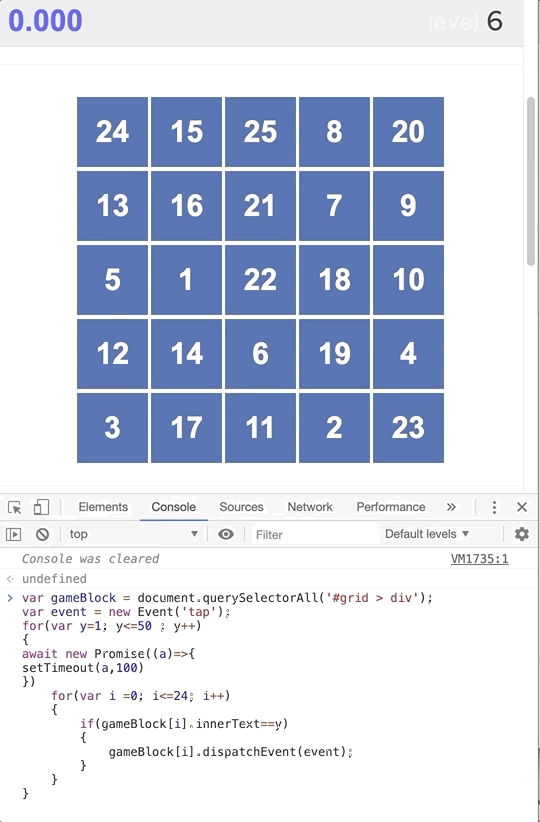 0.000 level 6
24 15 25 8 20
13 16 21 7 9
5 1 22 18 10
12 14 6 19 4
3 17 11 2 23
Elements Console Sources Network Performance »
top Filter Default levels
Console was cleared VM1735:1
undefined
var gameBlock = document.querySelectorAll('#grid > div');
var event = new Event('tap');
for(var y=1; y<=50 ; y++)
{
await new Promise((a)=>{
setTimeout(a,100)
})
for(var i =0; i<=24; i++)
{
if(gameBlock[i].innerText==y)
{
gameBlock[i].dispatchEvent(event);
}
}
}